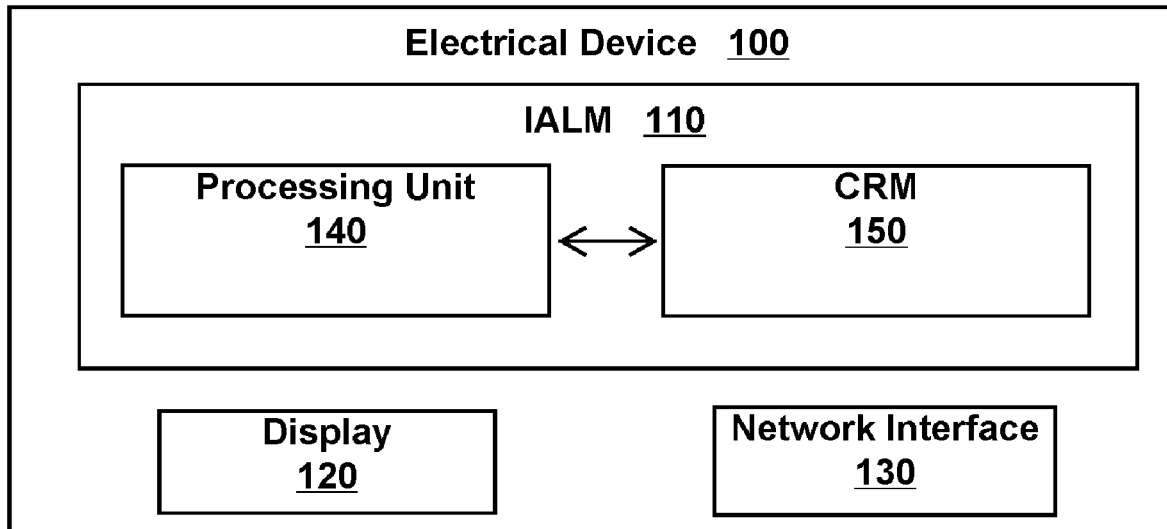 Electrical Device 100
IALM 110
Processing Unit
140
CRM
150
Display
120
Network Interface
130